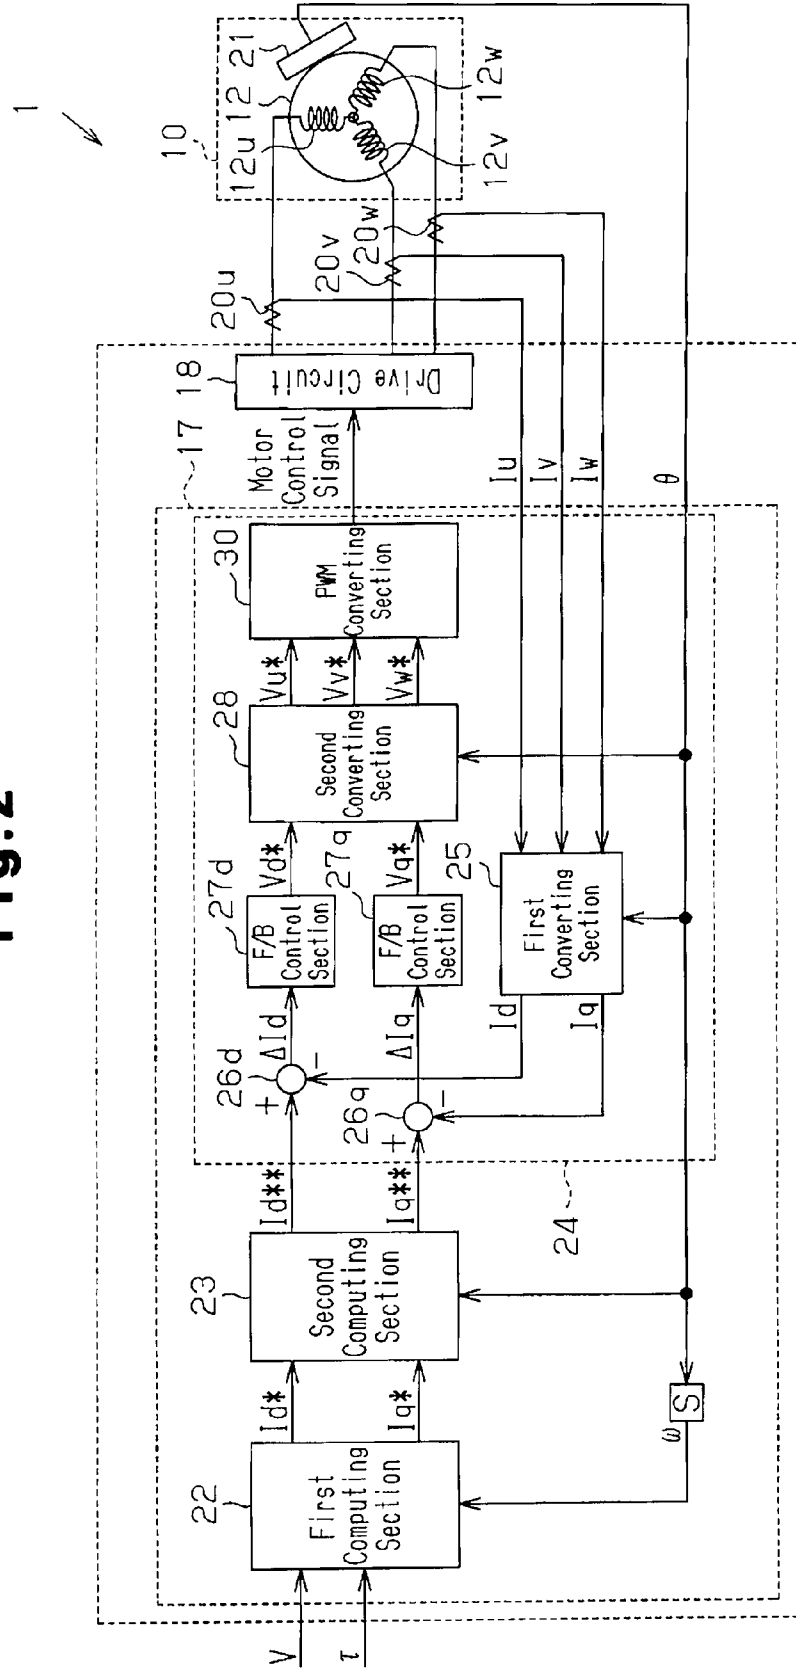 Fig.2
1
10
12
21
12u
12w
12v
20u
20v
20w
18
Drive Circuit
17
Motor
Control
Signal
Iu
Iv
Iw
θ
30
PWM
Converting
Section
Vu*
Vv*
Vw*
28
Second
Converting
Section
Vd*
Vq*
27d
F/B
Control
Section
27q
F/B
Control
Section
25
First
Converting
Section
Id
Iq
ΔId
ΔIq
26d
+
-
26q
+
-
24
Id**
Iq**
23
Second
Computing
Section
Id*
Iq*
22
First
Computing
Section
ω
S
V
τ